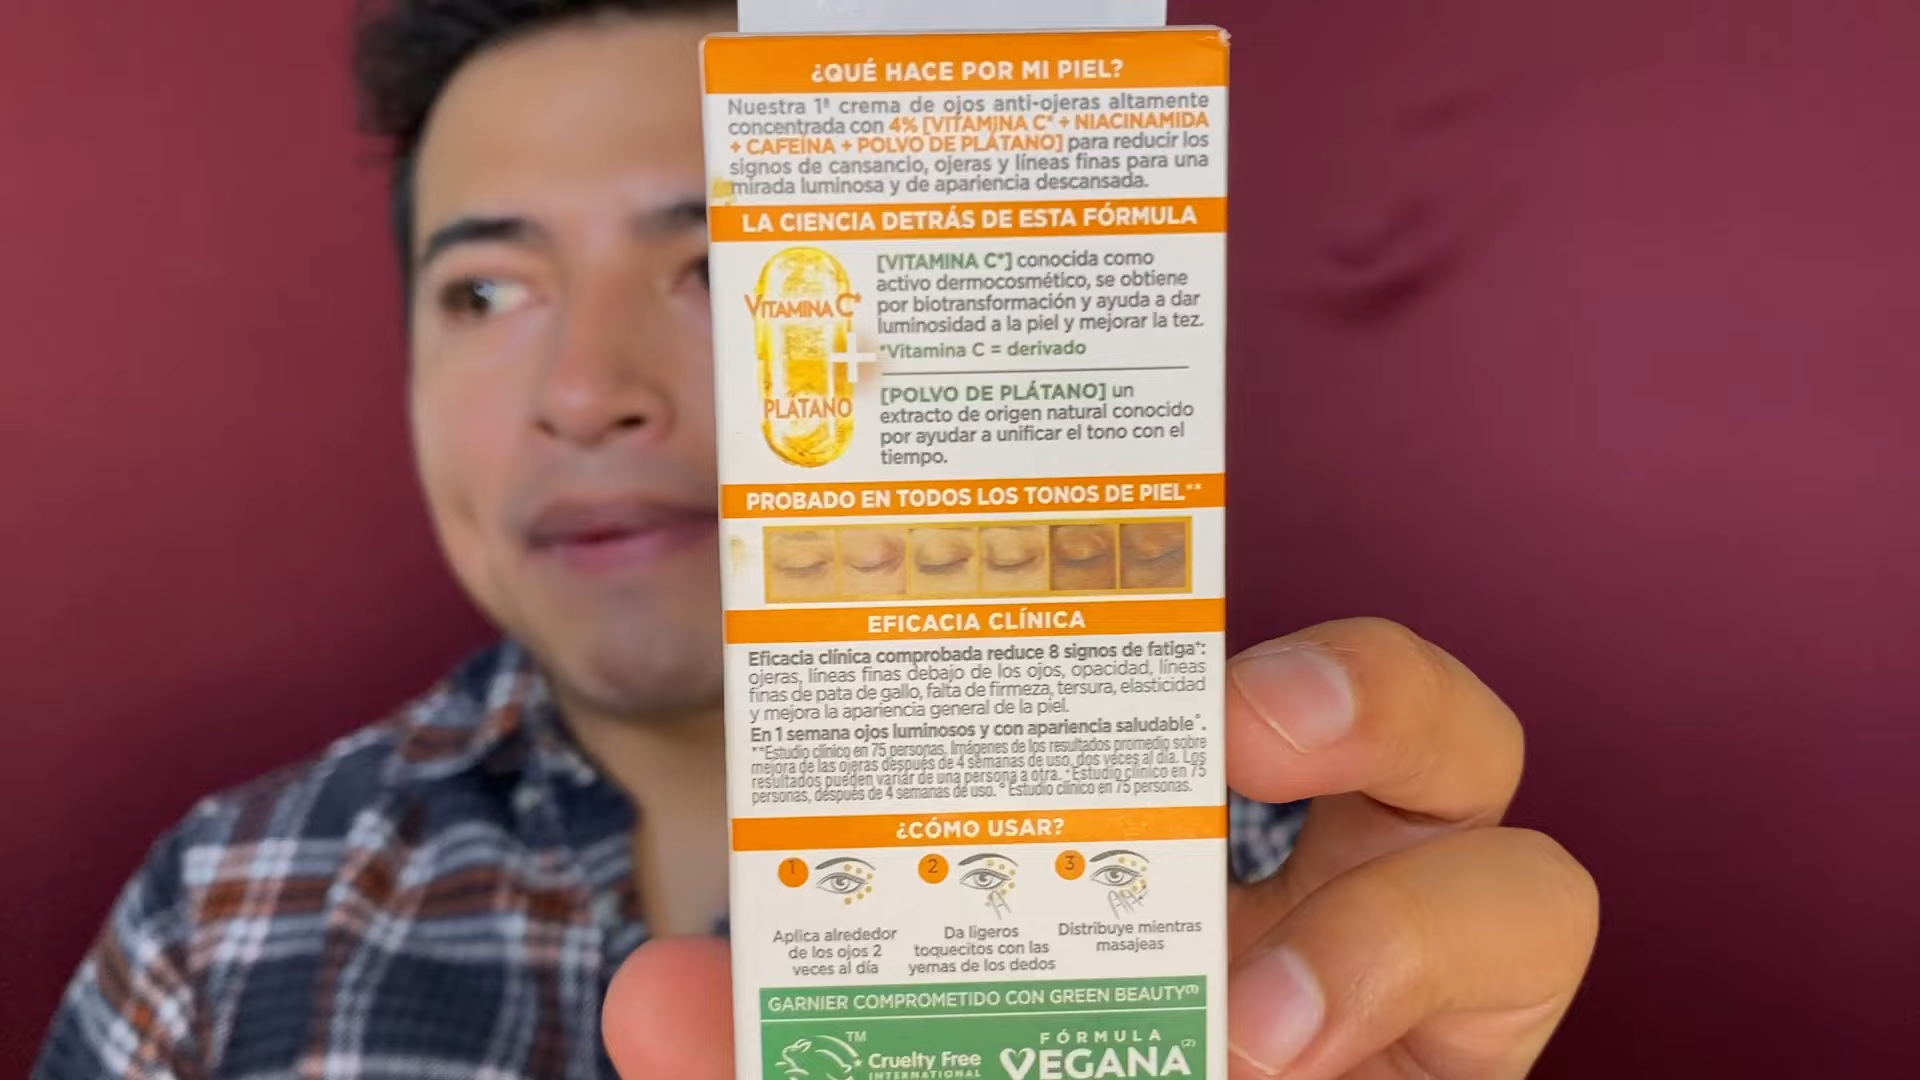 ¿QUÉ HACE POR MI PIEL?
Nuestra 1ª crema de ojos anti-ojeras altamente
concentrada con 4% [VITAMINA C* + NIACINAMIDA
+ CAFEÍNA + POLVO DE PLÁTANO] para reducir los
signos de cansancio, ojeras y líneas finas para una
mirada luminosa y de apariencia descansada.
LA CIENCIA DETRÁS DE ESTA FÓRMULA
VITAMINA C*
+
PLÁTANO
[VITAMINA C*] conocida como
activo dermocosmético, se obtiene
por biotransformación y ayuda a dar
luminosidad a la piel y mejorar la tez.
*Vitamina C = derivado
[POLVO DE PLÁTANO] un
extracto de origen natural conocido
por ayudar a unificar el tono con el
tiempo.
PROBADO EN TODOS LOS TONOS DE PIEL**
EFICACIA CLÍNICA
Eficacia clínica comprobada reduce 8 signos de fatiga⁺:
ojeras, líneas finas debajo de los ojos, opacidad, líneas
finas de pata de gallo, falta de firmeza, tersura, elasticidad
y mejora la apariencia general de la piel.
En 1 semana ojos luminosos y con apariencia saludable°.
**Estudio clínico en 75 personas. Imágenes de los resultados promedio sobre
mejora de las ojeras después de 4 semanas de uso, dos veces al día. Los
resultados pueden variar de una persona a otra. ⁺Estudio clínico en 75
personas, después de 4 semanas de uso. ° Estudio clínico en 75 personas.
¿CÓMO USAR?
1
2
3
Aplica alrededor
de los ojos 2
veces al día
Da ligeros
toquecitos con las
yemas de los dedos
Distribuye mientras
masajeas
GARNIER COMPROMETIDO CON GREEN BEAUTY⁽¹⁾
TM
Cruelty Free
INTERNATIONAL
FÓRMULA
VEGANA⁽²⁾